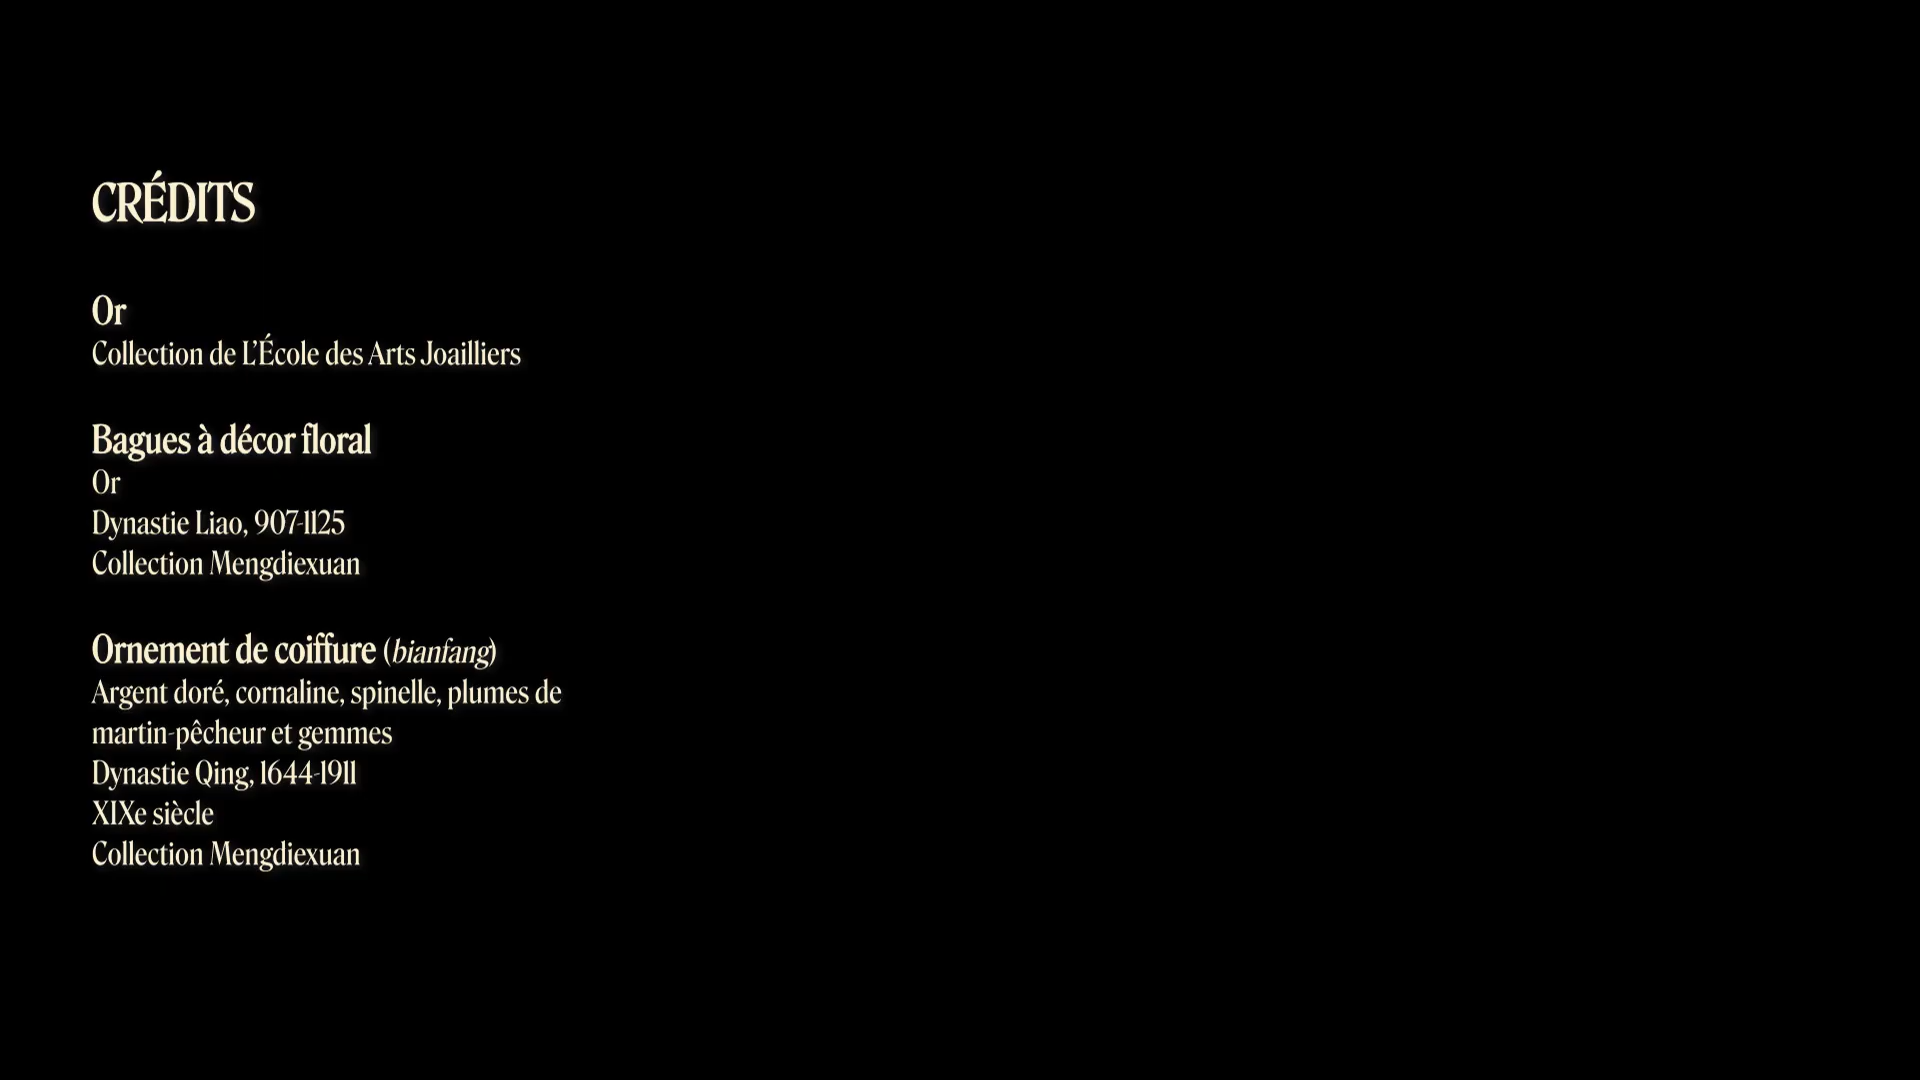 CRÉDITS
Or
Collection de L’École des Arts Joailliers
Bagues à décor floral
Or
Dynastie Liao, 907-1125
Collection Mengdiexuan
Ornement de coiffure (bianfang)
Argent doré, cornaline, spinelle, plumes de
martin-pêcheur et gemmes
Dynastie Qing, 1644-1911
XIXe siècle
Collection Mengdiexuan